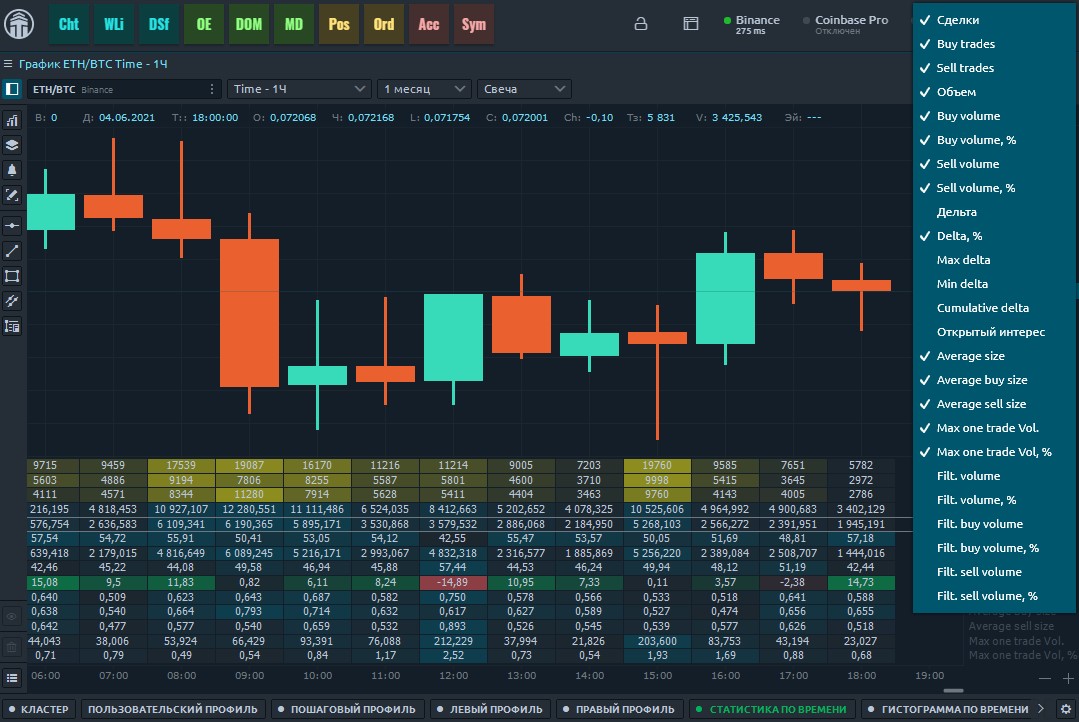 Cht WLi DSf OE DOM MD Pos Ord Acc Sym
Binance
275 ms
Coinbase Pro
Отключен
График ETH/BTC Time - 1Ч
ETH/BTC Binance Time - 1Ч 1 месяц Свеча
В: 0 Д: 04.06.2021 Т:: 18:00:00 О: 0,072068 Ч: 0,072168 L: 0,071754 С: 0,072001 Ch: -0,10 Тз: 5 831 V: 3 425,543 Эй: ---
Сделки
Buy trades
Sell trades
Объем
Buy volume
Buy volume, %
Sell volume
Sell volume, %
Дельта
Delta, %
Max delta
Min delta
Cumulative delta
Открытый интерес
Average size
Average buy size
Average sell size
Max one trade Vol.
Max one trade Vol, %
Filt. volume
Filt. volume, %
Filt. buy volume
Filt. buy volume, %
Filt. sell volume
Filt. sell volume, %
9715 9459 17539 19087 16170 11216 11214 9005 7203 19760 9585 7651 5782
5603 4886 9194 7806 8255 5587 5801 4600 3710 9998 5415 3645 2972
4111 4571 8344 11280 7914 5628 5411 4404 3463 9760 4143 4005 2786
216,195 4 818,453 10 927,107 12 280,551 11 111,486 6 524,035 8 412,663 5 202,652 4 078,325 10 525,606 4 964,992 4 900,683 3 402,129
576,754 2 636,583 6 109,341 6 190,365 5 895,171 3 530,868 3 579,532 2 886,068 2 184,950 5 268,103 2 566,272 2 391,951 1 945,191
57,54 54,72 55,91 50,41 53,05 54,12 42,55 55,47 53,57 50,05 51,69 48,81 57,18
639,418 2 179,015 4 816,649 6 089,245 5 216,171 2 993,067 4 832,318 2 316,577 1 885,869 5 256,220 2 389,084 2 508,707 1 444,016
42,46 45,22 44,08 49,58 46,94 45,88 57,44 44,53 46,24 49,94 48,12 51,19 42,44
15,08 9,5 11,83 0,82 6,11 8,24 -14,89 10,95 7,33 0,11 3,57 -2,38 14,73
0,640 0,509 0,623 0,643 0,687 0,582 0,750 0,578 0,566 0,533 0,518 0,641 0,588
0,638 0,540 0,664 0,793 0,714 0,632 0,617 0,627 0,589 0,527 0,474 0,656 0,655
0,642 0,477 0,577 0,540 0,659 0,532 0,893 0,526 0,545 0,539 0,577 0,626 0,518
44,043 38,006 53,924 66,429 93,391 76,088 212,229 37,994 21,826 203,600 83,753 43,194 23,027
0,71 0,79 0,49 0,54 0,84 1,17 2,52 0,73 0,54 1,93 1,69 0,88 0,68
Average buy size
Average sell size
Max one trade Vol.
Max one trade Vol, %
06:00 07:00 08:00 09:00 10:00 11:00 12:00 13:00 14:00 15:00 16:00 17:00 18:00 19:00
КЛАСТЕР ПОЛЬЗОВАТЕЛЬСКИЙ ПРОФИЛЬ ПОШАГОВЫЙ ПРОФИЛЬ ЛЕВЫЙ ПРОФИЛЬ ПРАВЫЙ ПРОФИЛЬ СТАТИСТИКА ПО ВРЕМЕНИ ГИСТОГРАММА ПО ВРЕМЕНИ